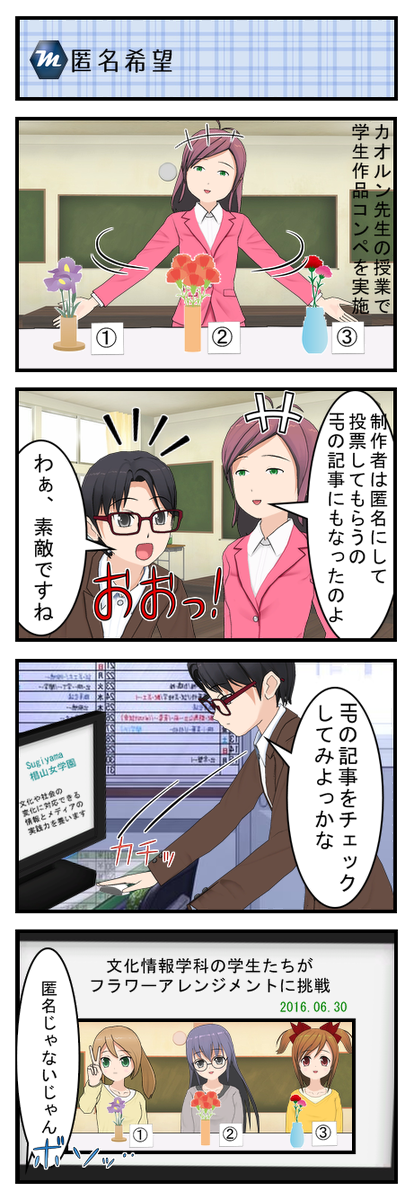 m匿名希望
カオルン先生の授業で
学生作品コンペを実施
①
②
③
制作者は匿名にして
投票してもらうの
HPの記事にもなったのよ
わぁ、素敵ですね
おおっ!
HPの記事をチェック
してみよっかな
Sugiyama
椙山女学園
文化や社会の
変化に対応できる
情報とメディアの
実践力を養います
カチッ
文化情報学科の学生たちが
フラワーアレンジメントに挑戦
2016.06.30
匿名じゃないじゃん
①
②
③
ボソッ・・